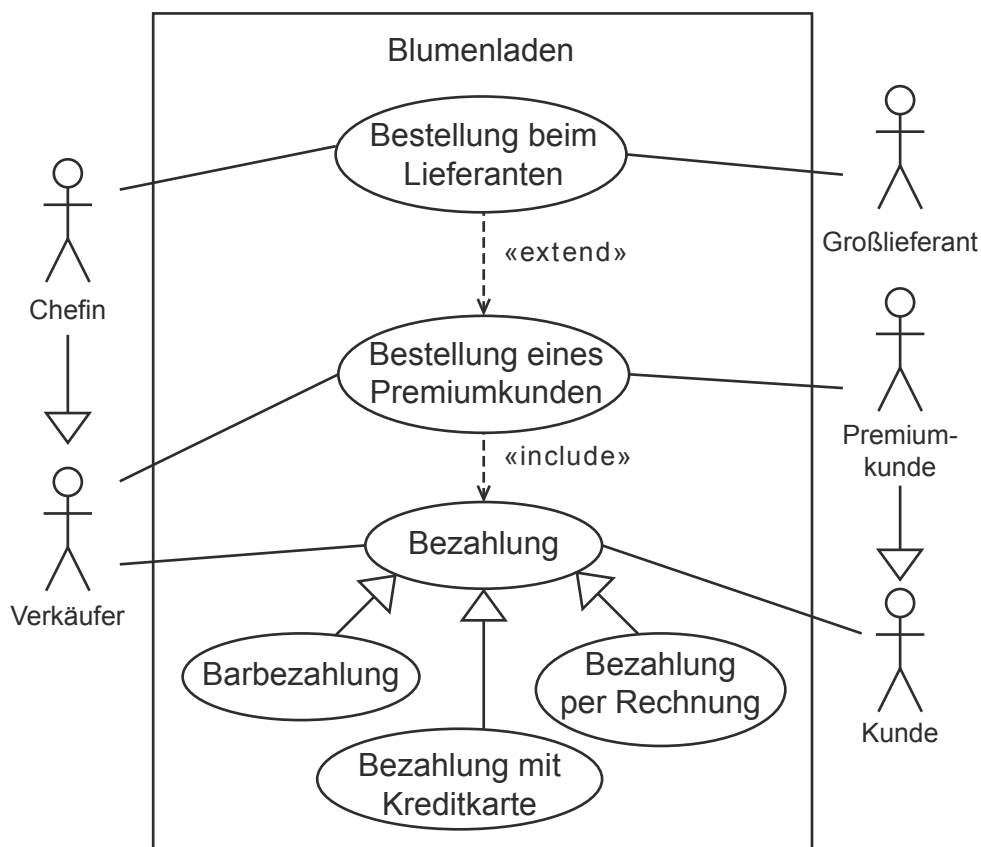 Blumenladen
Bestellung beim
Lieferanten
Großlieferant
«extend»
Chefin
Bestellung eines
Premiumkunden
Premium-
kunde
«include»
Bezahlung
Verkäufer
Barbezahlung
Bezahlung
per Rechnung
Kunde
Bezahlung mit
Kreditkarte